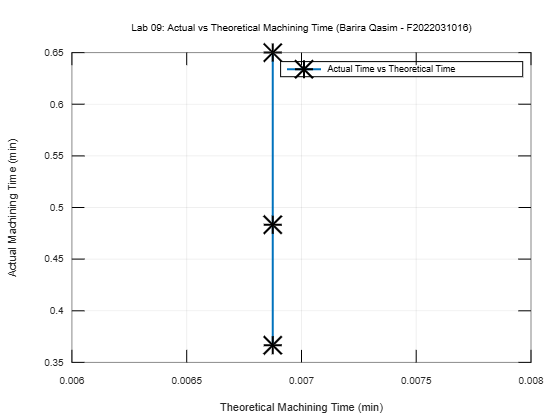 Lab 09: Actual vs Theoretical Machining Time (Barira Qasim - F2022031016)
0.65
Actual Time vs Theoretical Time
0.6
0.55
0.5
0.45
0.4
0.35
Actual Machining Time (min)
0.006 0.0065 0.007 0.0075 0.008
Theoretical Machining Time (min)